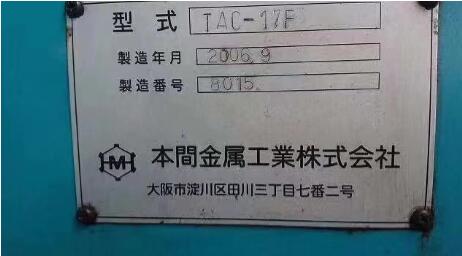 型式 TAC-17F
製造年月 2006.9
製造番号 8015
HM 本間金属工業株式会社
大阪市淀川区田川三丁目七番二号